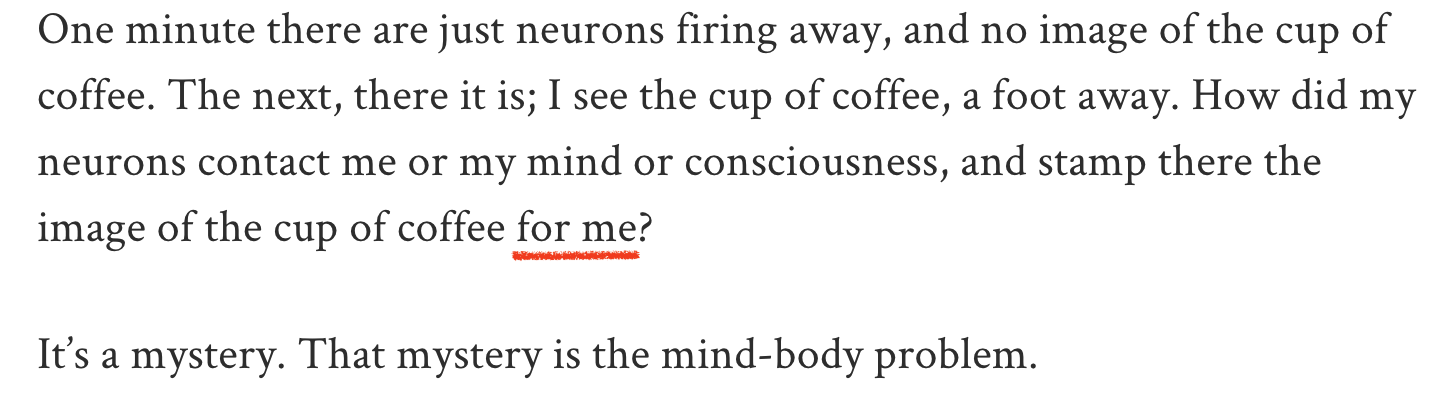 One minute there are just neurons firing away, and no image of the cup of
coffee. The next, there it is; I see the cup of coffee, a foot away. How did my
neurons contact me or my mind or consciousness, and stamp there the
image of the cup of coffee for me?
It’s a mystery. That mystery is the mind-body problem.